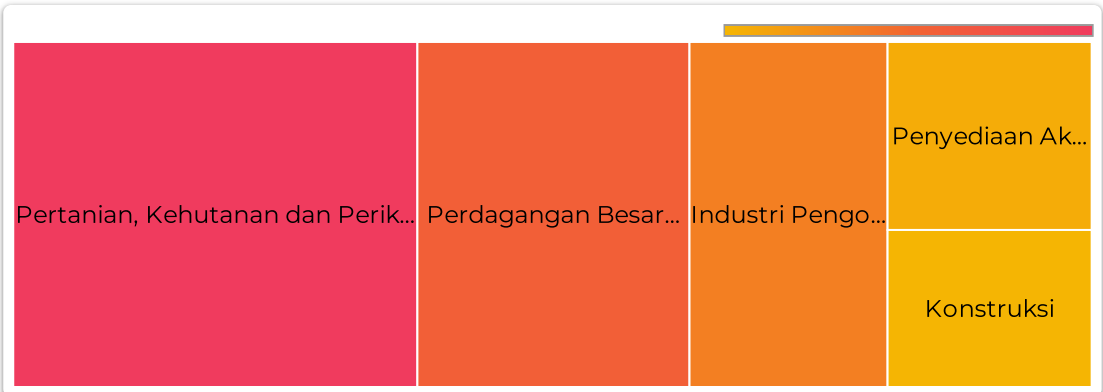 Pertanian, Kehutanan dan Perik...
Perdagangan Besar...
Industri Pengo...
Penyediaan Ak...
Konstruksi